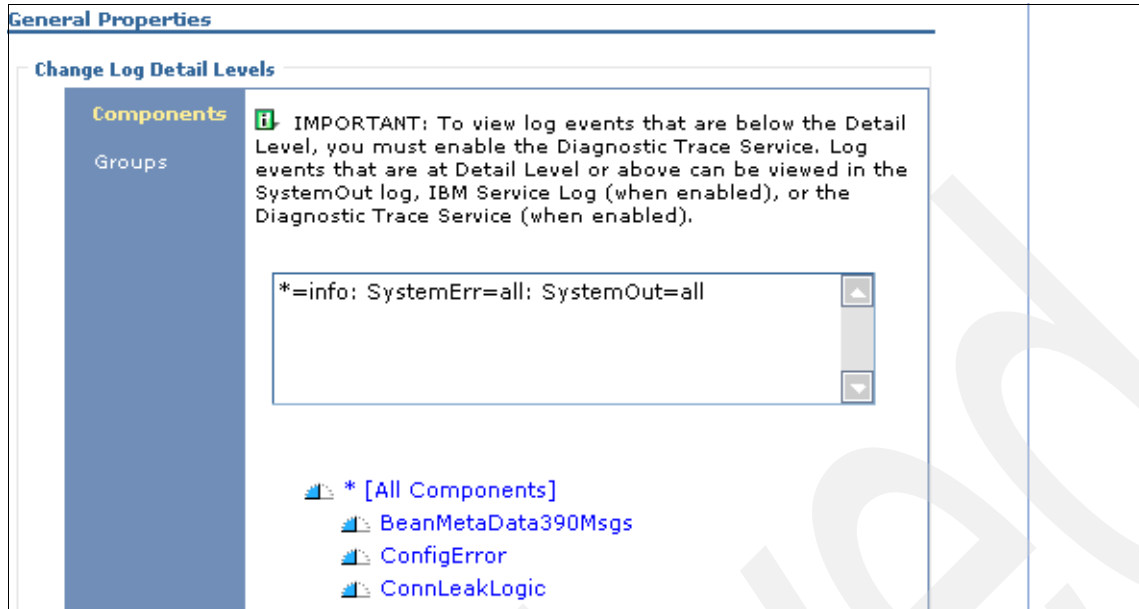 General Properties
Change Log Detail Levels
Components
Groups
IMPORTANT: To view log events that are below the Detail
Level, you must enable the Diagnostic Trace Service. Log
events that are at Detail Level or above can be viewed in the
SystemOut log, IBM Service Log (when enabled), or the
Diagnostic Trace Service (when enabled).
*=info: SystemErr=all: SystemOut=all
* [All Components]
BeanMetaData390Msgs
ConfigError
ConnLeakLogic